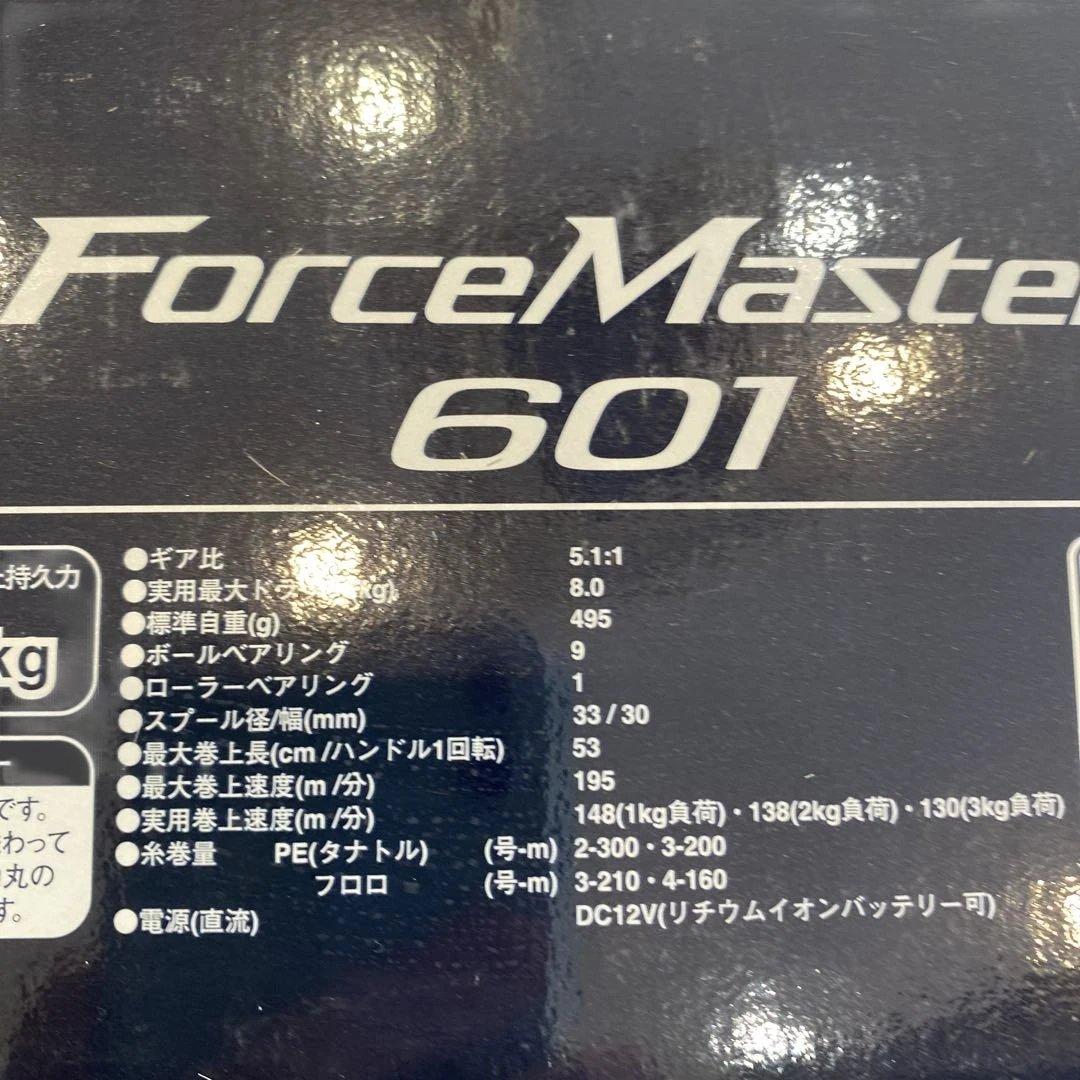 ForceMaster
601
上持久力
kg
ー
です。
わって
丸の
す。
●ギア比 5.1:1
●実用最大ド kg) 8.0
●標準自重(g) 495
●ボールベアリング 9
●ローラーベアリング 1
●スプール径/幅(mm) 33 / 30
●最大巻上長(cm /ハンドル1回転) 53
●最大巻上速度(m /分) 195
●実用巻上速度(m /分) 148(1kg負荷)・138(2kg負荷)・130(3kg負荷)
●糸巻量 PE(タナトル) (号-m) 2-300・3-200
フロロ (号-m) 3-210・4-160
●電源(直流) DC12V(リチウムイオンバッテリー可)